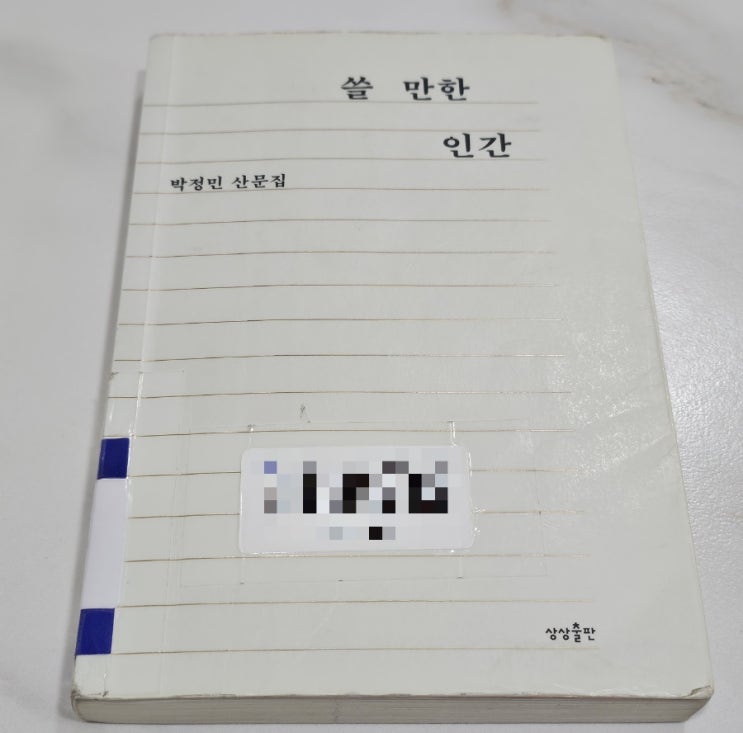 쓸 만한
인간
박정민 산문집
상상출판